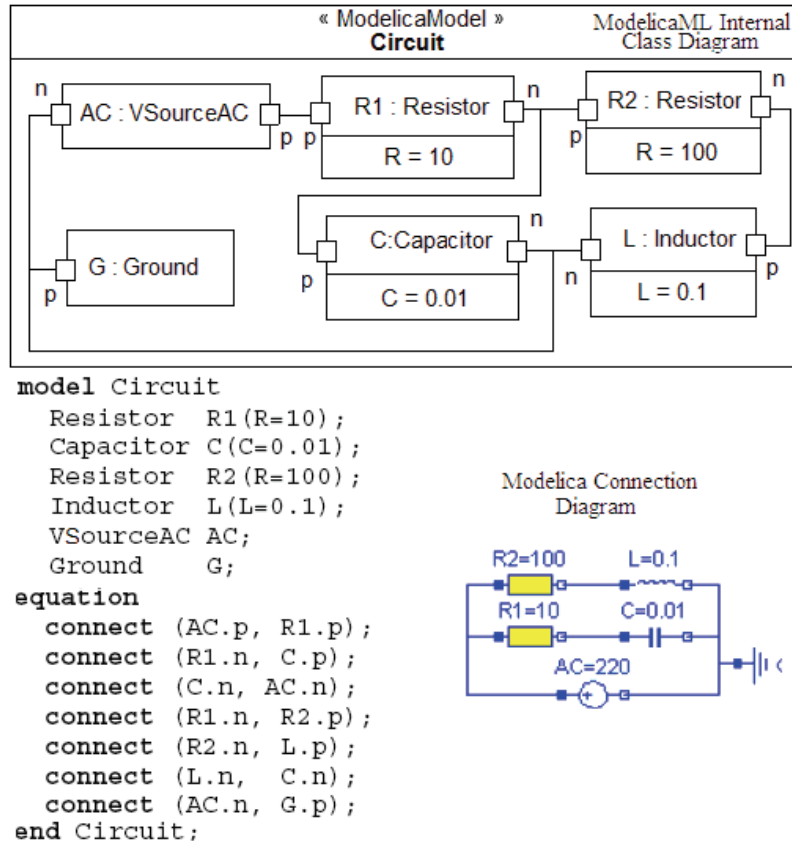 « ModelicaModel »
Circuit
ModelicaML Internal
Class Diagram
n
AC : VSourceAC
p
p
R1 : Resistor
R = 10
n
p
R2 : Resistor
R = 100
n
p
G : Ground
p
C:Capacitor
C = 0.01
n
n
L : Inductor
L = 0.1
p
model Circuit
Resistor R1(R=10);
Capacitor C(C=0.01);
Resistor R2(R=100);
Inductor L(L=0.1);
VSourceAC AC;
Ground G;
equation
connect (AC.p, R1.p);
connect (R1.n, C.p);
connect (C.n, AC.n);
connect (R1.n, R2.p);
connect (R2.n, L.p);
connect (L.n, C.n);
connect (AC.n, G.p);
end Circuit;
Modelica Connection
Diagram
R2=100
L=0.1
R1=10
C=0.01
AC=220
+